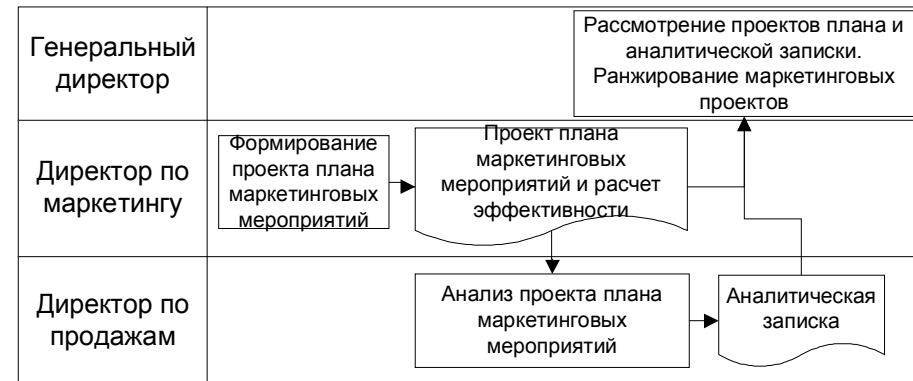 Генеральный
директор
Рассмотрение проектов плана и
аналитической записки.
Ранжирование маркетинговых
проектов
Директор по
маркетингу
Формирование
проекта плана
маркетинговых
мероприятий
Проект плана
маркетинговых
мероприятий и расчет
эффективности
Директор по
продажам
Анализ проекта плана
маркетинговых
мероприятий
Аналитическая
записка